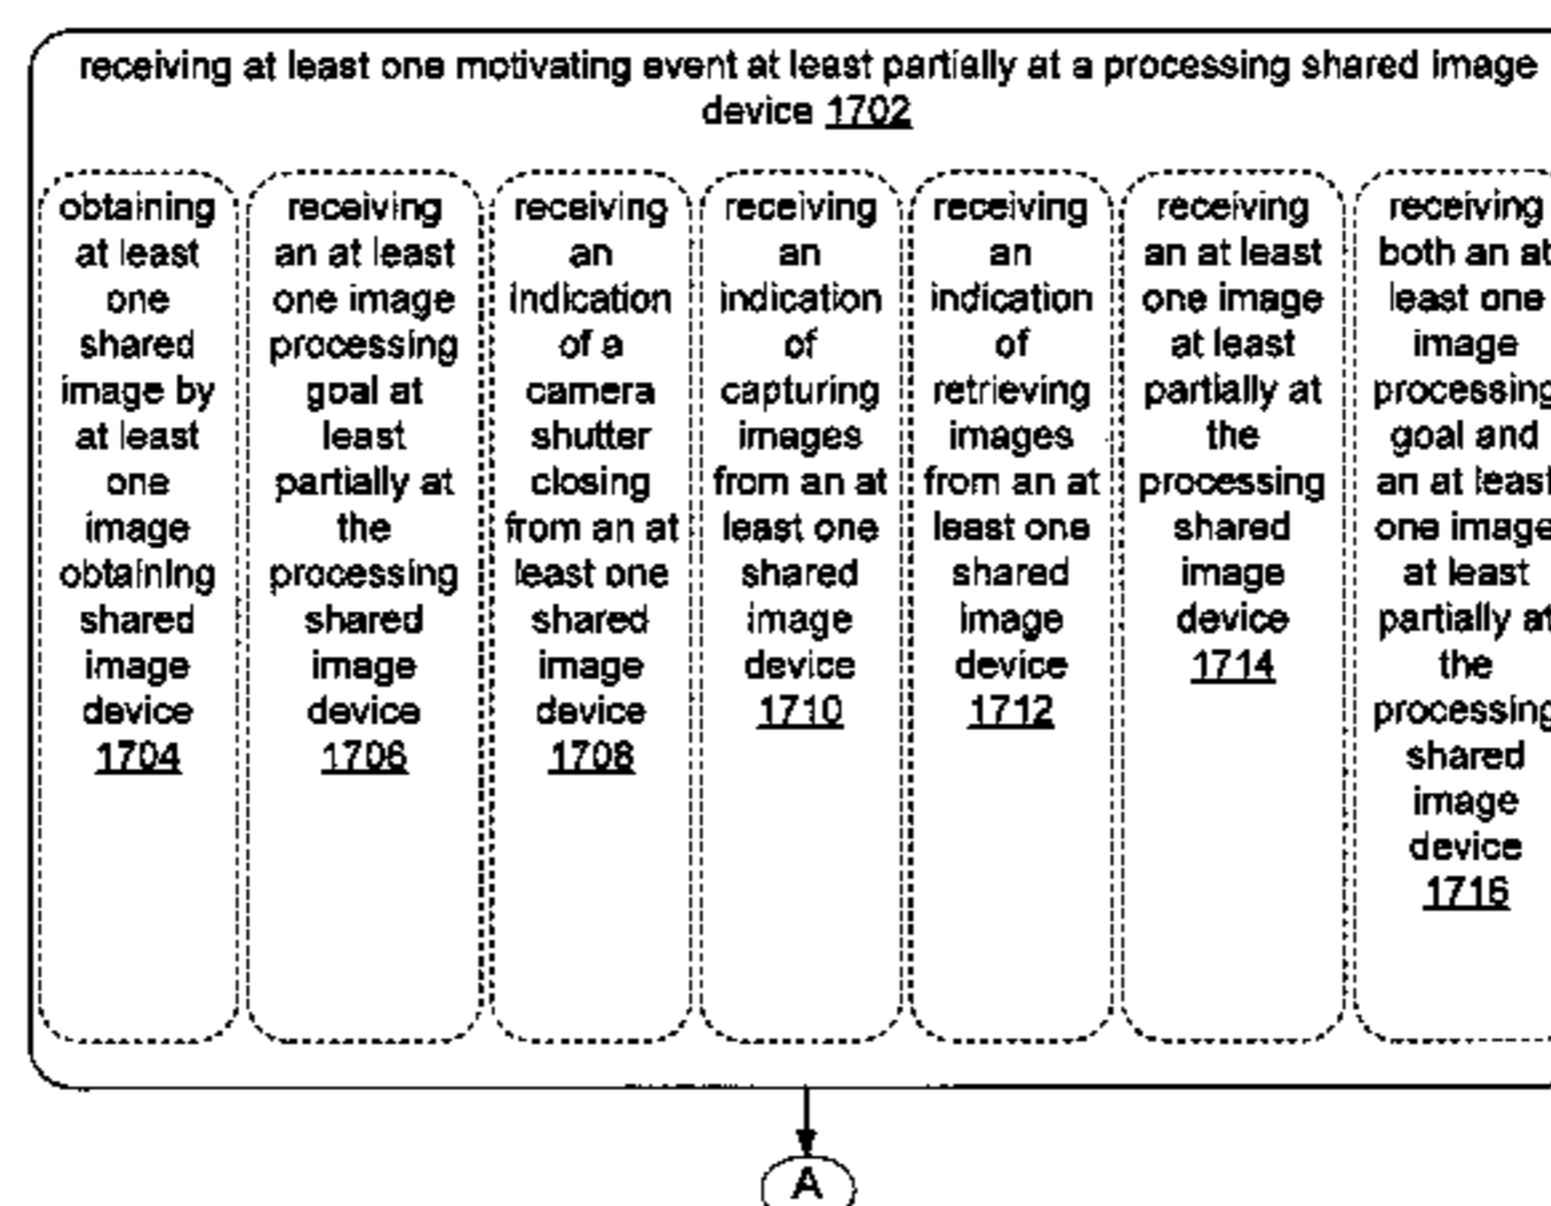 receiving at least one motivating event at least partially at a processing shared image
device 1702
obtaining
at least
one
shared
image by
at least
one
image
obtaining
shared
image
device
1704
receiving
an at least
one image
processing
goal at
least
partially at
the
processing
shared
image
device
1706
receiving
an
indication
of a
camera
shutter
closing
from an at
least one
shared
image
device
1708
receiving
an
indication
of
capturing
images
from an at
least one
shared
image
device
1710
receiving
an
indication
of
retrieving
images
from an at
least one
shared
image
device
1712
receiving
an at least
one image
at least
partially at
the
processing
shared
image
device
1714
receiving
both an at
least one
image
processing
goal and
an at least
one image
at least
partially at
the
processing
shared
image
device
1716
A